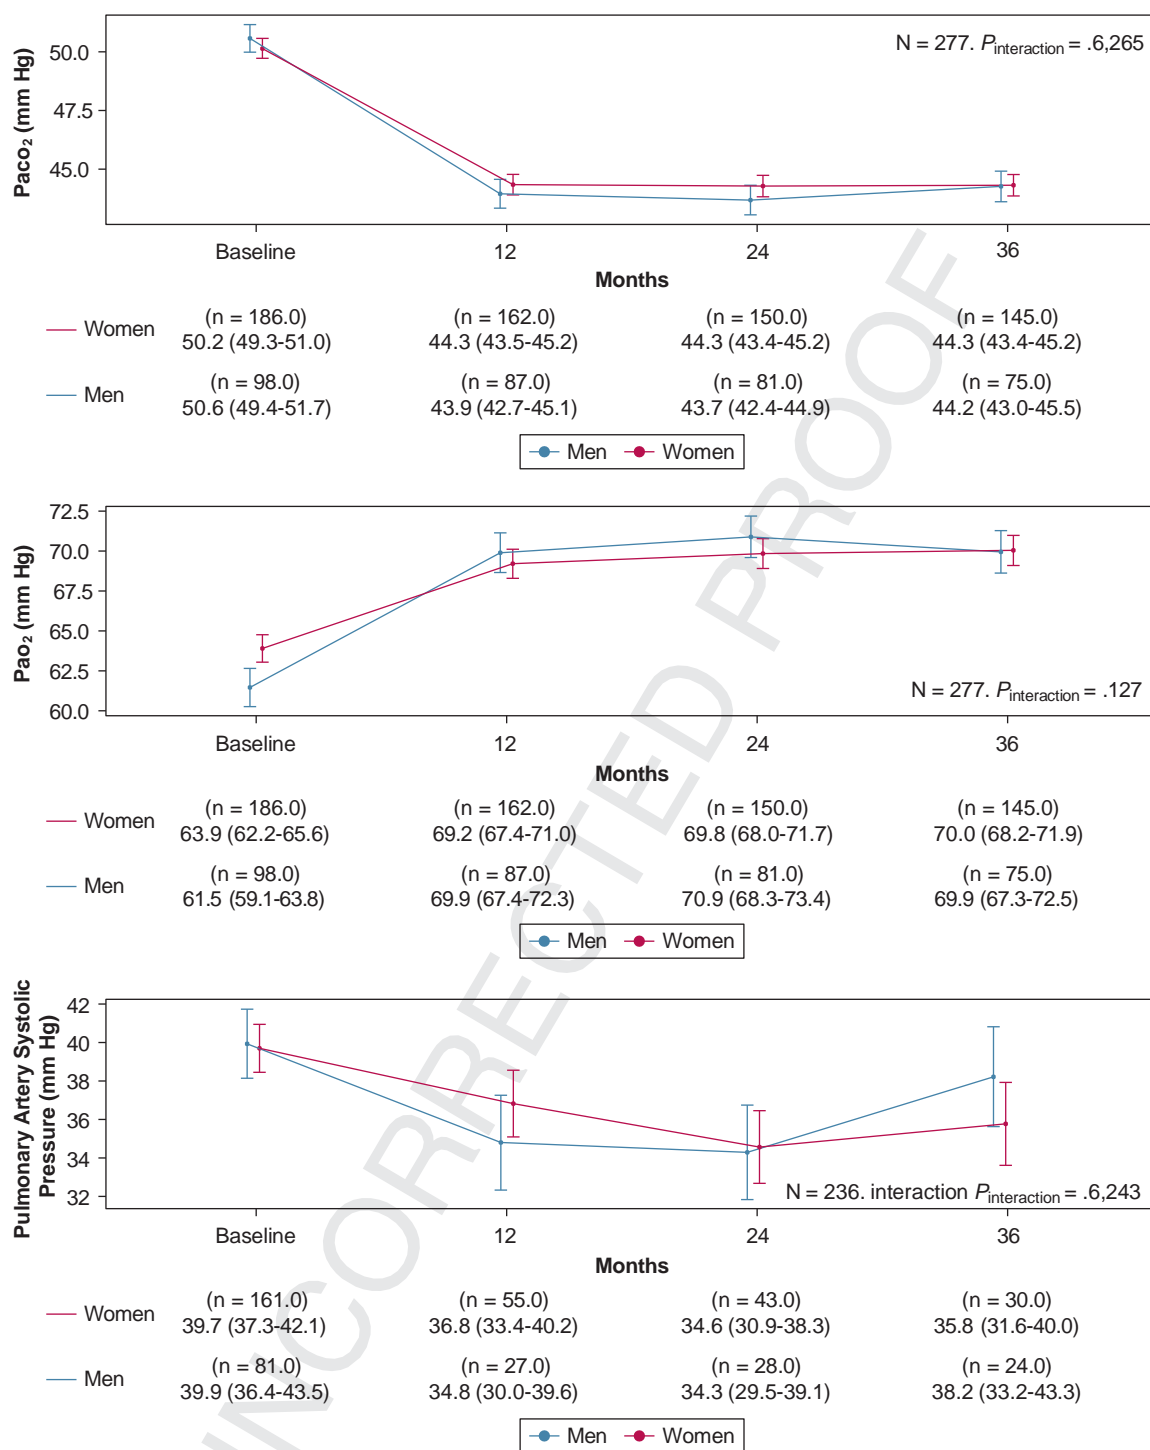 50.0
47.5
45.0
Paco₂ (mm Hg)
N = 277. Pinteraction = .6,265
Baseline 12 24 36
Months
Women
(n = 186.0) (n = 162.0) (n = 150.0) (n = 145.0)
50.2 (49.3-51.0) 44.3 (43.5-45.2) 44.3 (43.4-45.2) 44.3 (43.4-45.2)
Men
(n = 98.0) (n = 87.0) (n = 81.0) (n = 75.0)
50.6 (49.4-51.7) 43.9 (42.7-45.1) 43.7 (42.4-44.9) 44.2 (43.0-45.5)
Men Women
72.5
70.0
67.5
65.0
62.5
60.0
Pao₂ (mm Hg)
N = 277. Pinteraction = .127
Baseline 12 24 36
Months
Women
(n = 186.0) (n = 162.0) (n = 150.0) (n = 145.0)
63.9 (62.2-65.6) 69.2 (67.4-71.0) 69.8 (68.0-71.7) 70.0 (68.2-71.9)
Men
(n = 98.0) (n = 87.0) (n = 81.0) (n = 75.0)
61.5 (59.1-63.8) 69.9 (67.4-72.3) 70.9 (68.3-73.4) 69.9 (67.3-72.5)
Men Women
42
40
38
36
34
32
Pulmonary Artery Systolic
Pressure (mm Hg)
N = 236. interaction Pinteraction = .6,243
Baseline 12 24 36
Months
Women
(n = 161.0) (n = 55.0) (n = 43.0) (n = 30.0)
39.7 (37.3-42.1) 36.8 (33.4-40.2) 34.6 (30.9-38.3) 35.8 (31.6-40.0)
Men
(n = 81.0) (n = 27.0) (n = 28.0) (n = 24.0)
39.9 (36.4-43.5) 34.8 (30.0-39.6) 34.3 (29.5-39.1) 38.2 (33.2-43.3)
Men Women
INCORRECTED PROOF